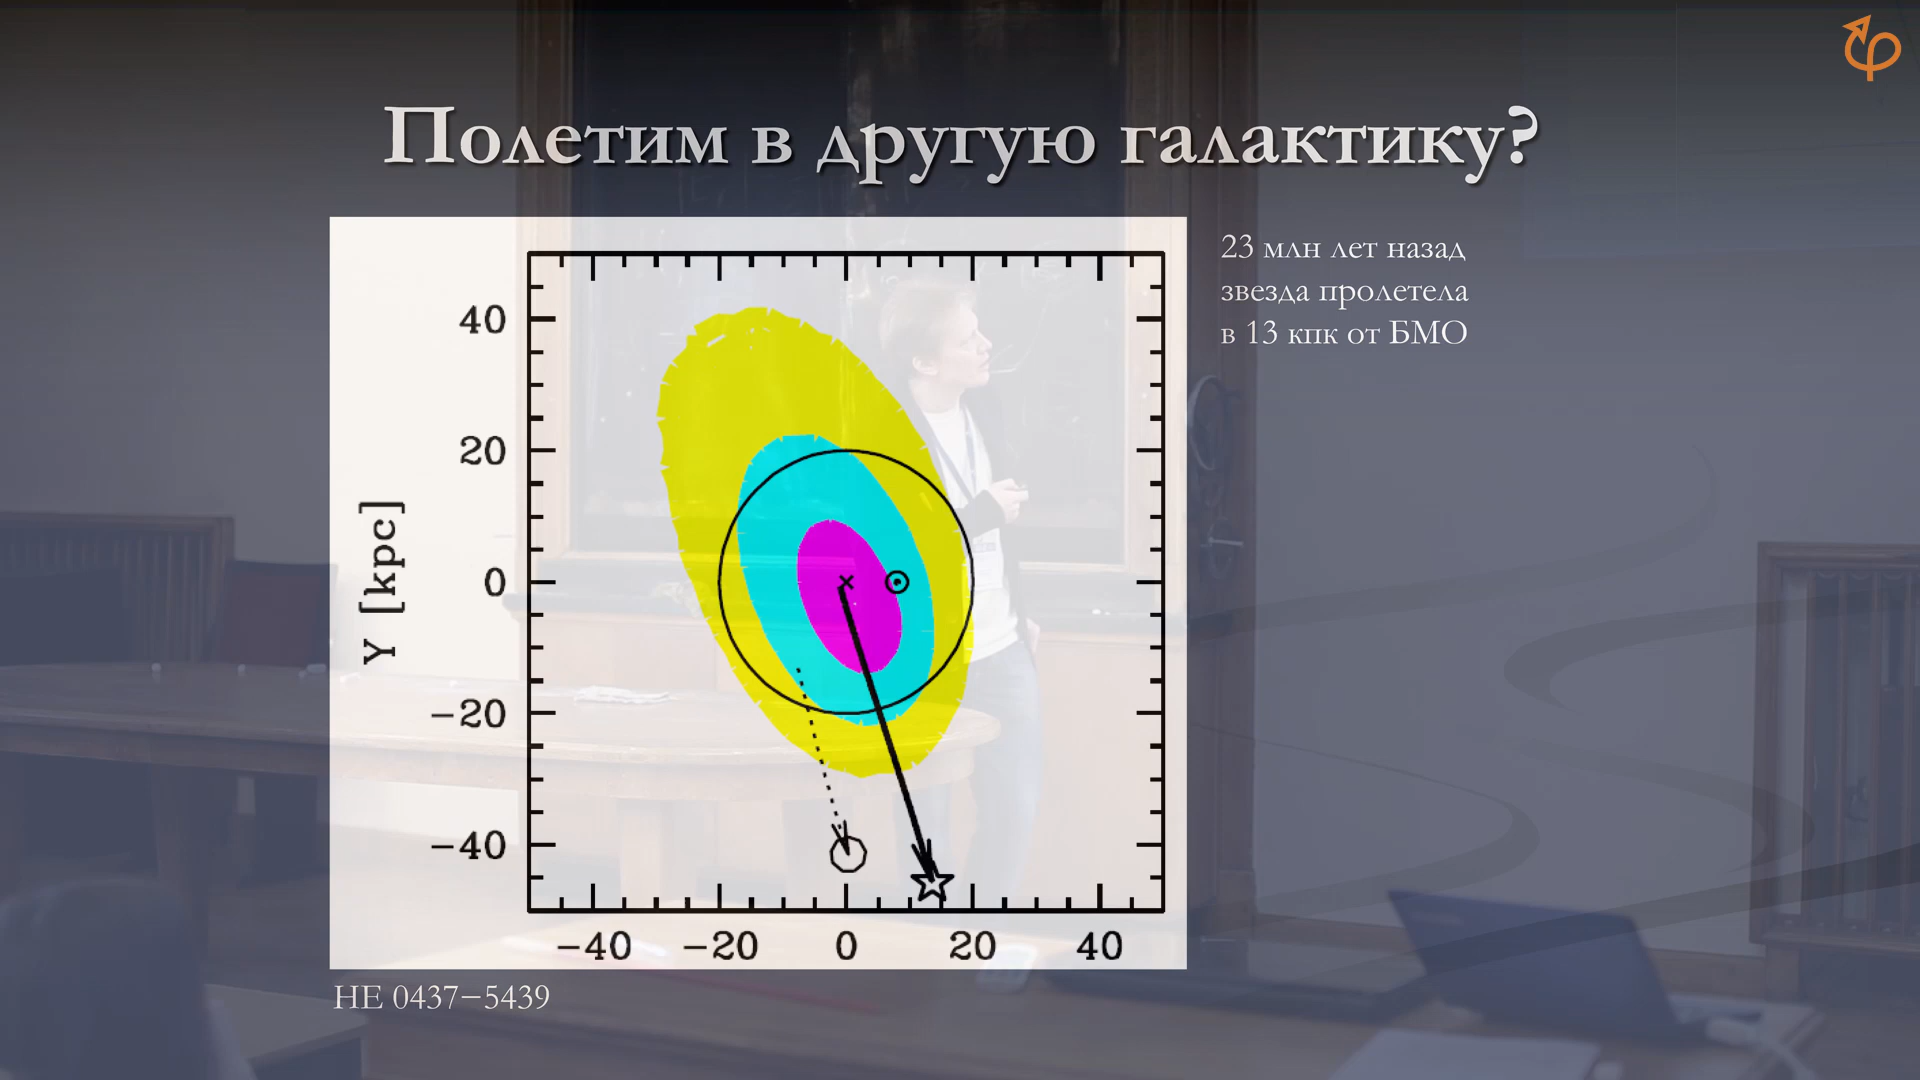 Полетим в другую галактику?
23 млн лет назад
звезда пролетела
в 13 кпк от БМО
40
20
0
−20
−40
Y [kpc]
−40 −20 0 20 40
HE 0437−5439